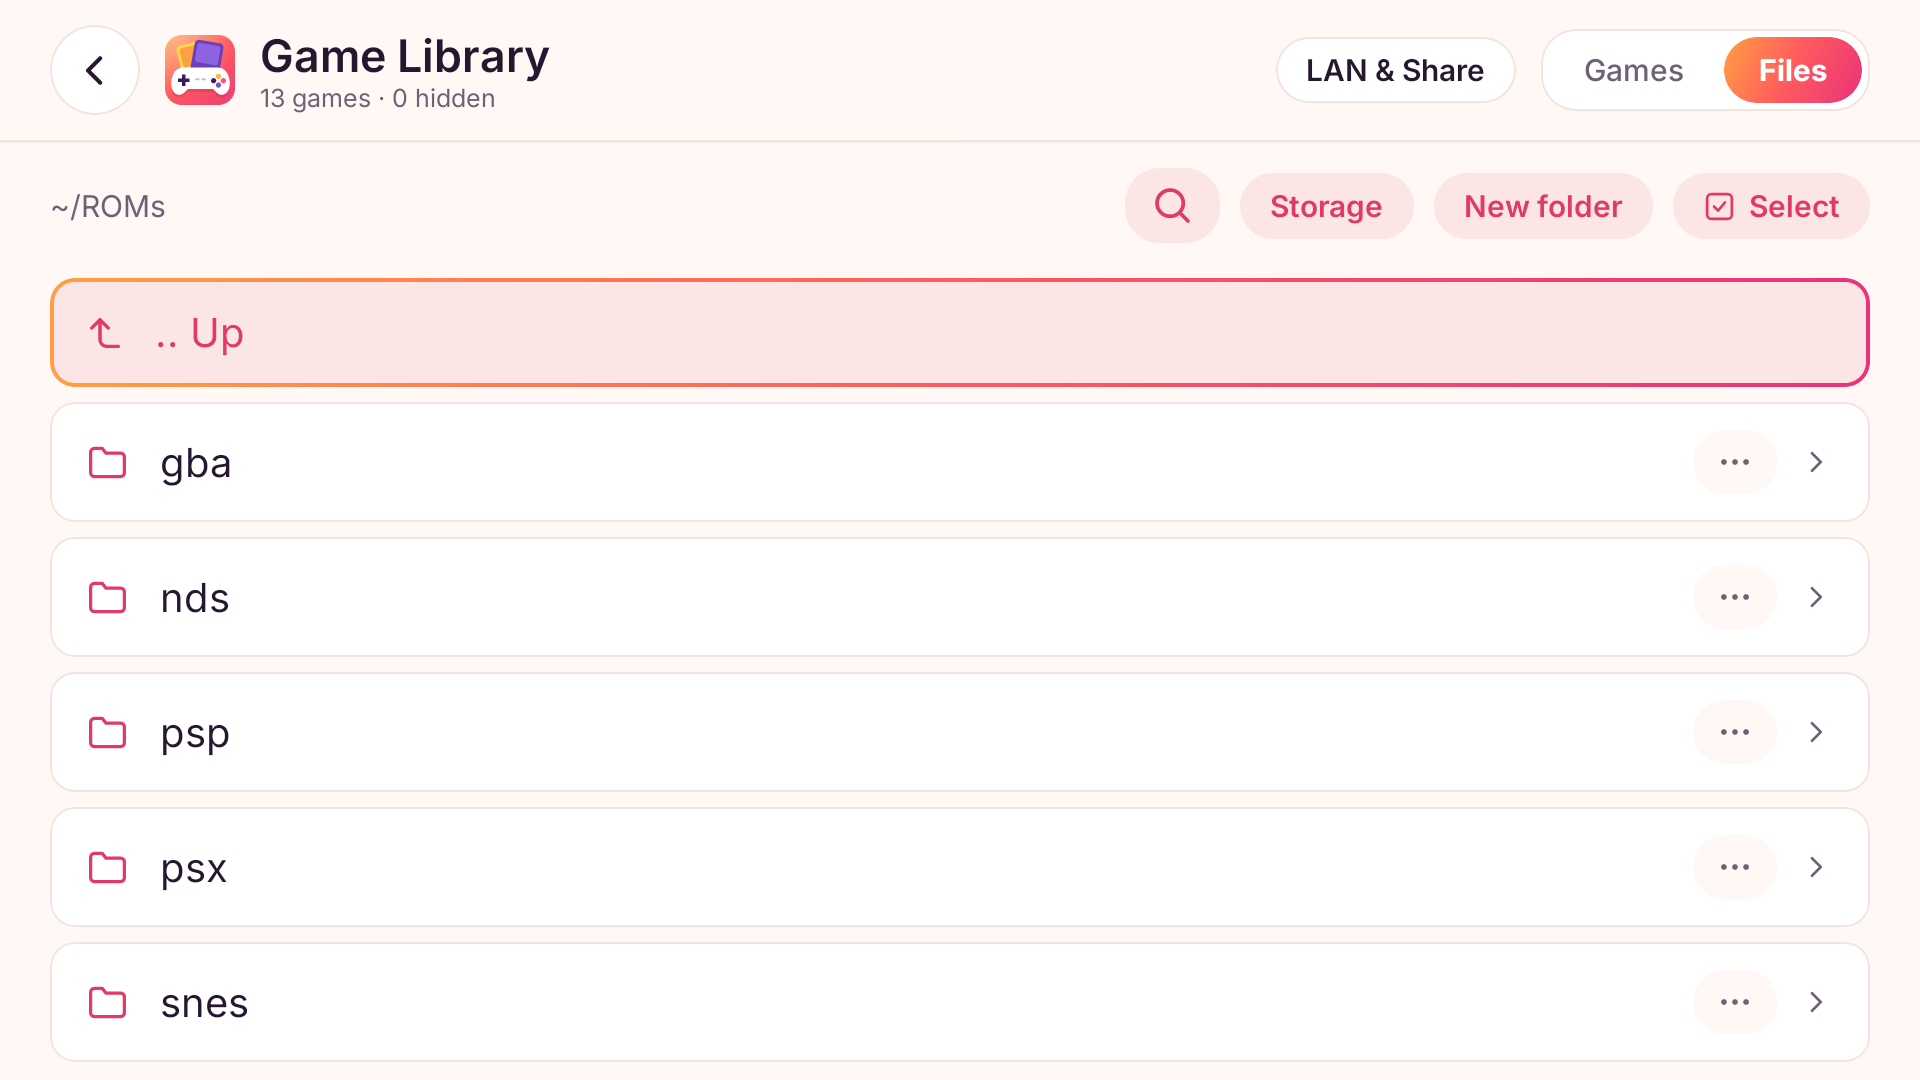 Game Library
13 games · 0 hidden
LAN & Share
Games
Files
~/ROMs
Storage
New folder
Select
.. Up
gba
nds
psp
psx
snes